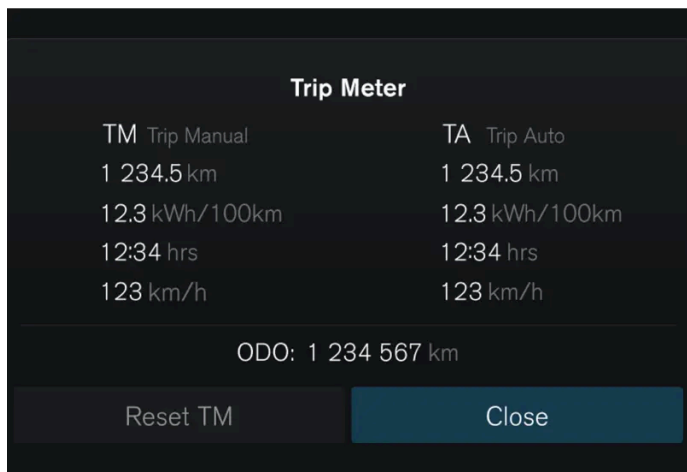 Trip Meter
TM Trip Manual
1 234.5 km
12.3 kWh/100km
12:34 hrs
123 km/h
TA Trip Auto
1 234.5 km
12.3 kWh/100km
12:34 hrs
123 km/h
ODO: 1 234 567 km
Reset TM
Close